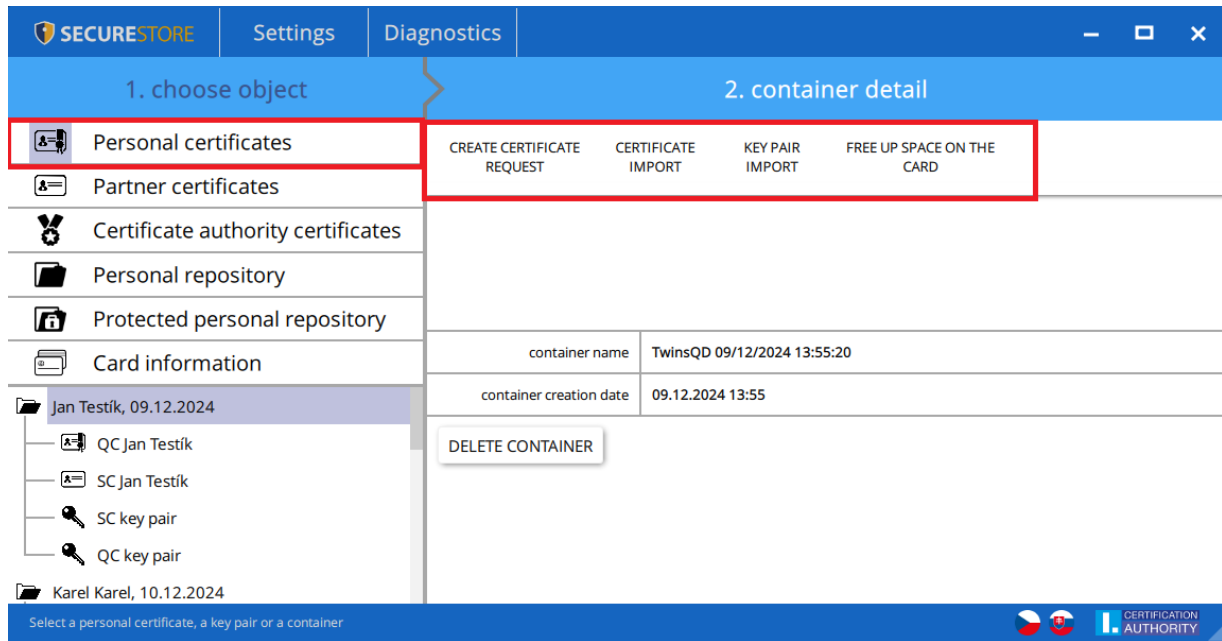 SECURESTORE Settings Diagnostics
1. choose object
2. container detail
Personal certificates
Partner certificates
Certificate authority certificates
Personal repository
Protected personal repository
Card information
Jan Testík, 09.12.2024
QC Jan Testík
SC Jan Testík
SC key pair
QC key pair
Karel Karel, 10.12.2024
CREATE CERTIFICATE
REQUEST
CERTIFICATE
IMPORT
KEY PAIR
IMPORT
FREE UP SPACE ON THE
CARD
container name TwinsQD 09/12/2024 13:55:20
container creation date 09.12.2024 13:55
DELETE CONTAINER
Select a personal certificate, a key pair or a container
I. CERTIFICATION
AUTHORITY